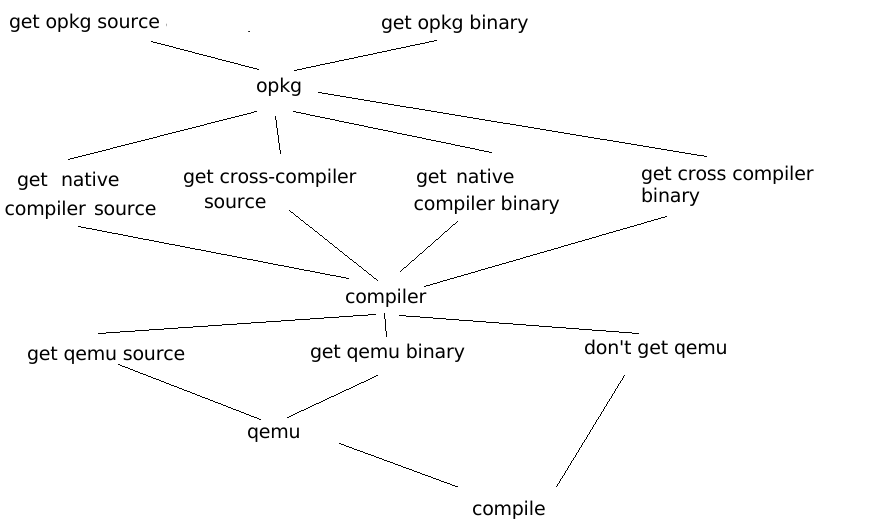 get opkg source
get opkg binary
opkg
get native
compiler source
get cross-compiler
source
get native
compiler binary
get cross compiler
binary
compiler
get qemu source
get qemu binary
don't get qemu
qemu
compile